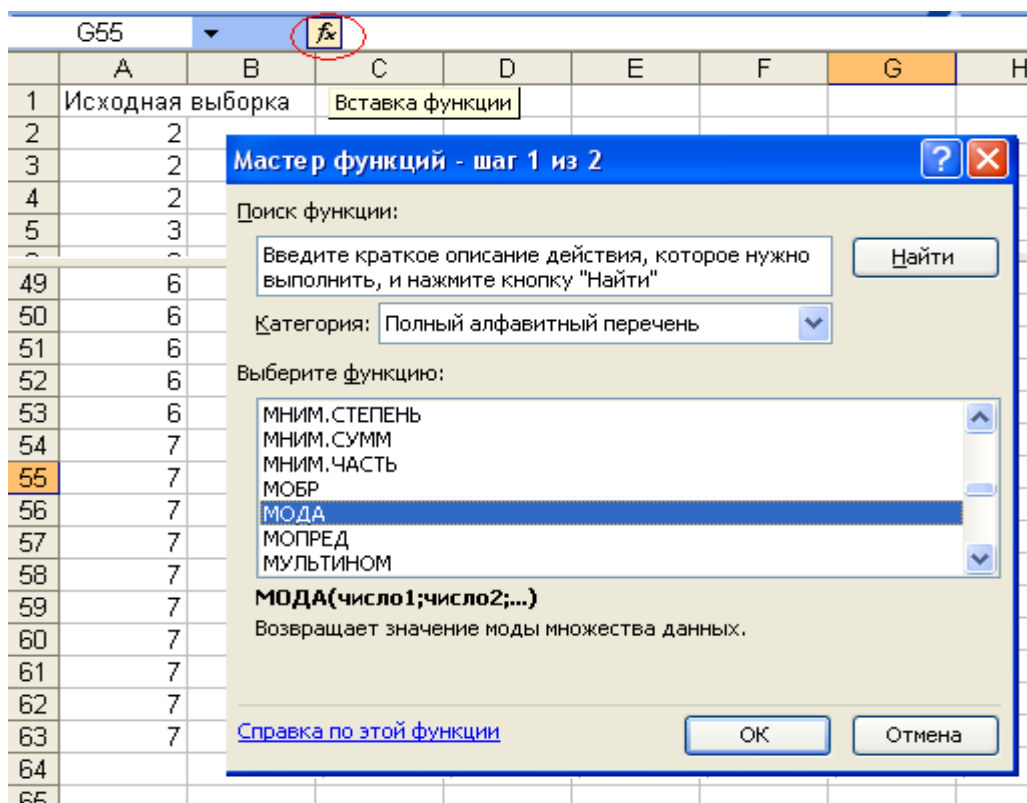 G55 fx
A B C D E F G H
1 Исходная выборка Вставка функции
2 2
3 2
4 2
5 3
49 6
50 6
51 6
52 6
53 6
54 7
55 7
56 7
57 7
58 7
59 7
60 7
61 7
62 7
63 7
64
65
Мастер функций - шаг 1 из 2
Поиск функции:
Введите краткое описание действия, которое нужно
выполнить, и нажмите кнопку "Найти"
Найти
Категория: Полный алфавитный перечень
Выберите функцию:
МНИМ.СТЕПЕНЬ
МНИМ.СУММ
МНИМ.ЧАСТЬ
МОБР
МОДА
МОПРЕД
МУЛЬТИНОМ
МОДА(число1;число2;...)
Возвращает значение моды множества данных.
Справка по этой функции
ОК Отмена